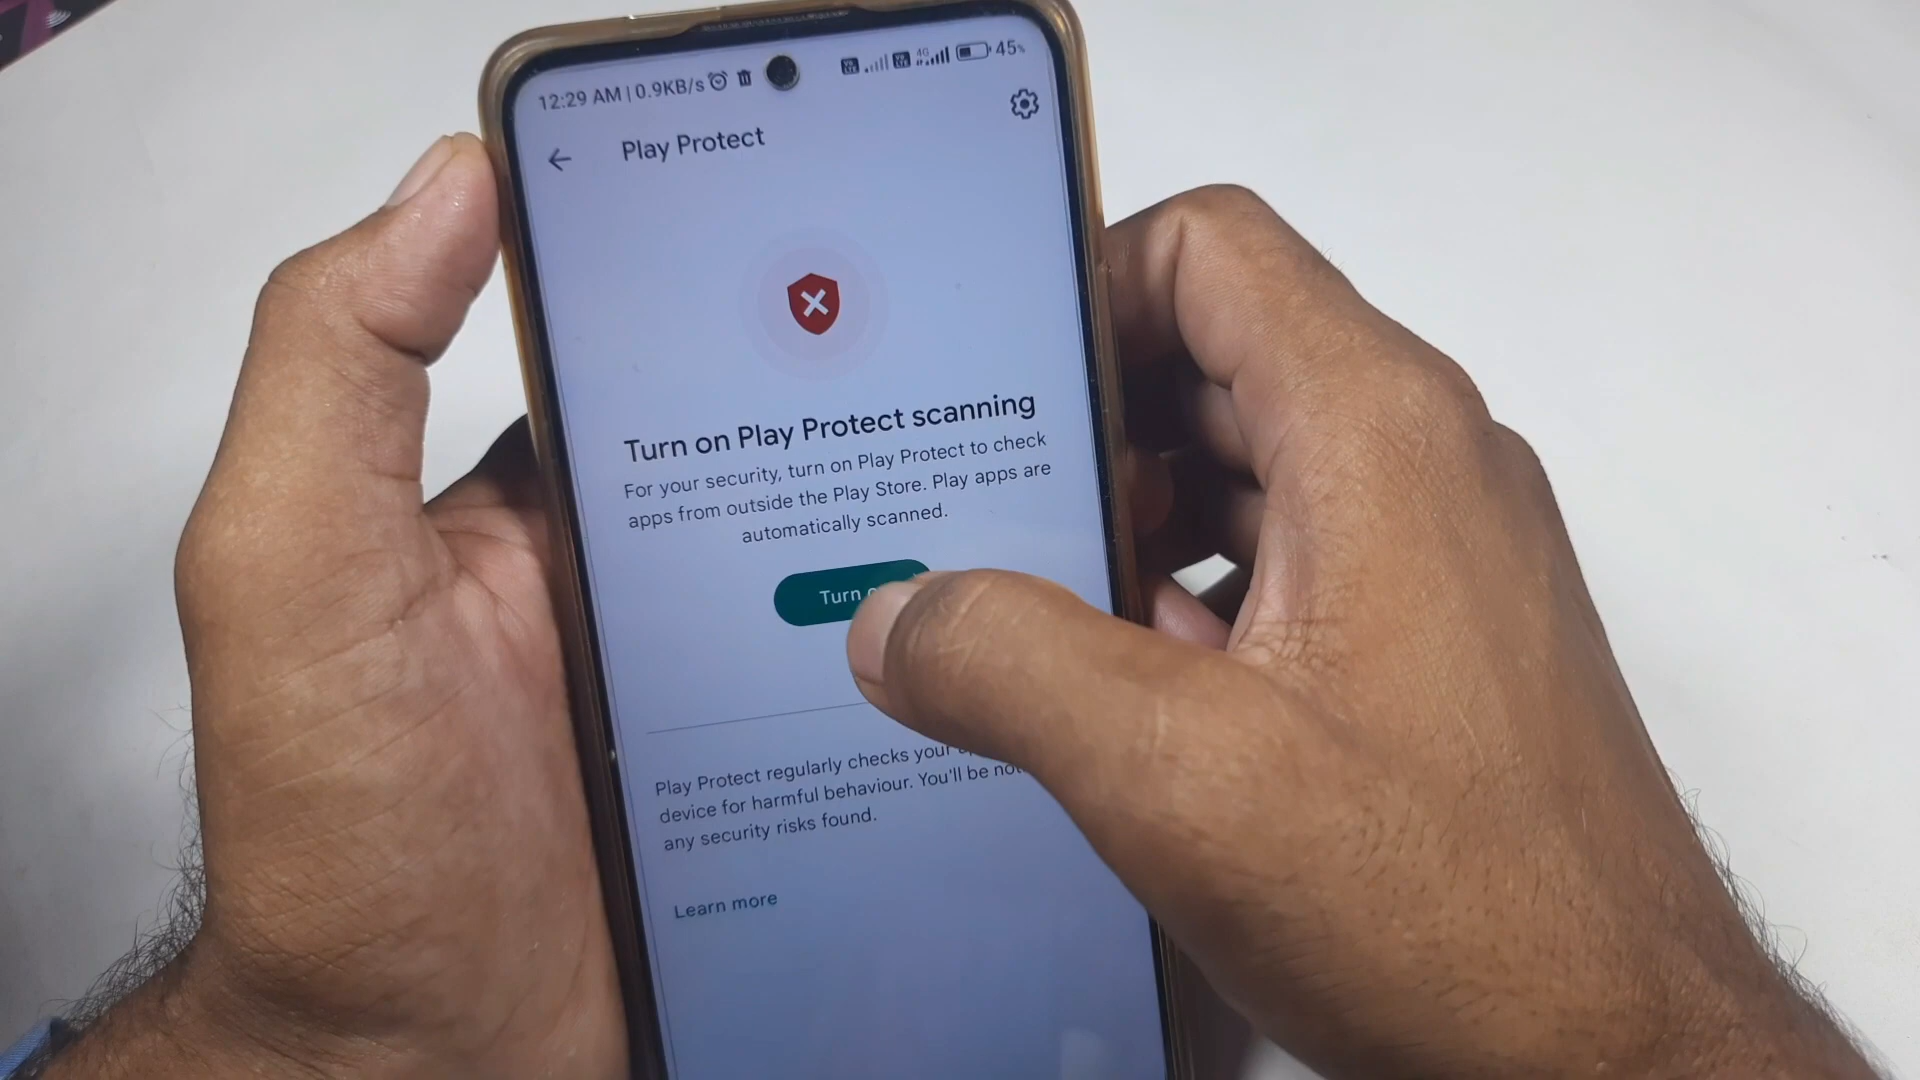 12:29 AM | 0.9KB/s 4G 45%
Play Protect
Turn on Play Protect scanning
For your security, turn on Play Protect to check
apps from outside the Play Store. Play apps are
automatically scanned.
Turn
Play Protect regularly checks your
device for harmful behaviour. You'll be
any security risks found.
Learn more